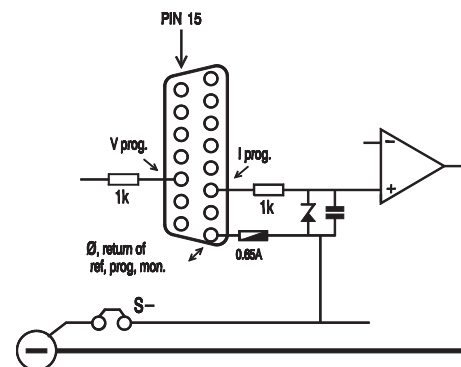 PIN 15
V prog.
I prog.
1k
1k
Ø, return of
ref, prog, mon.
0.65A
S–
–
+